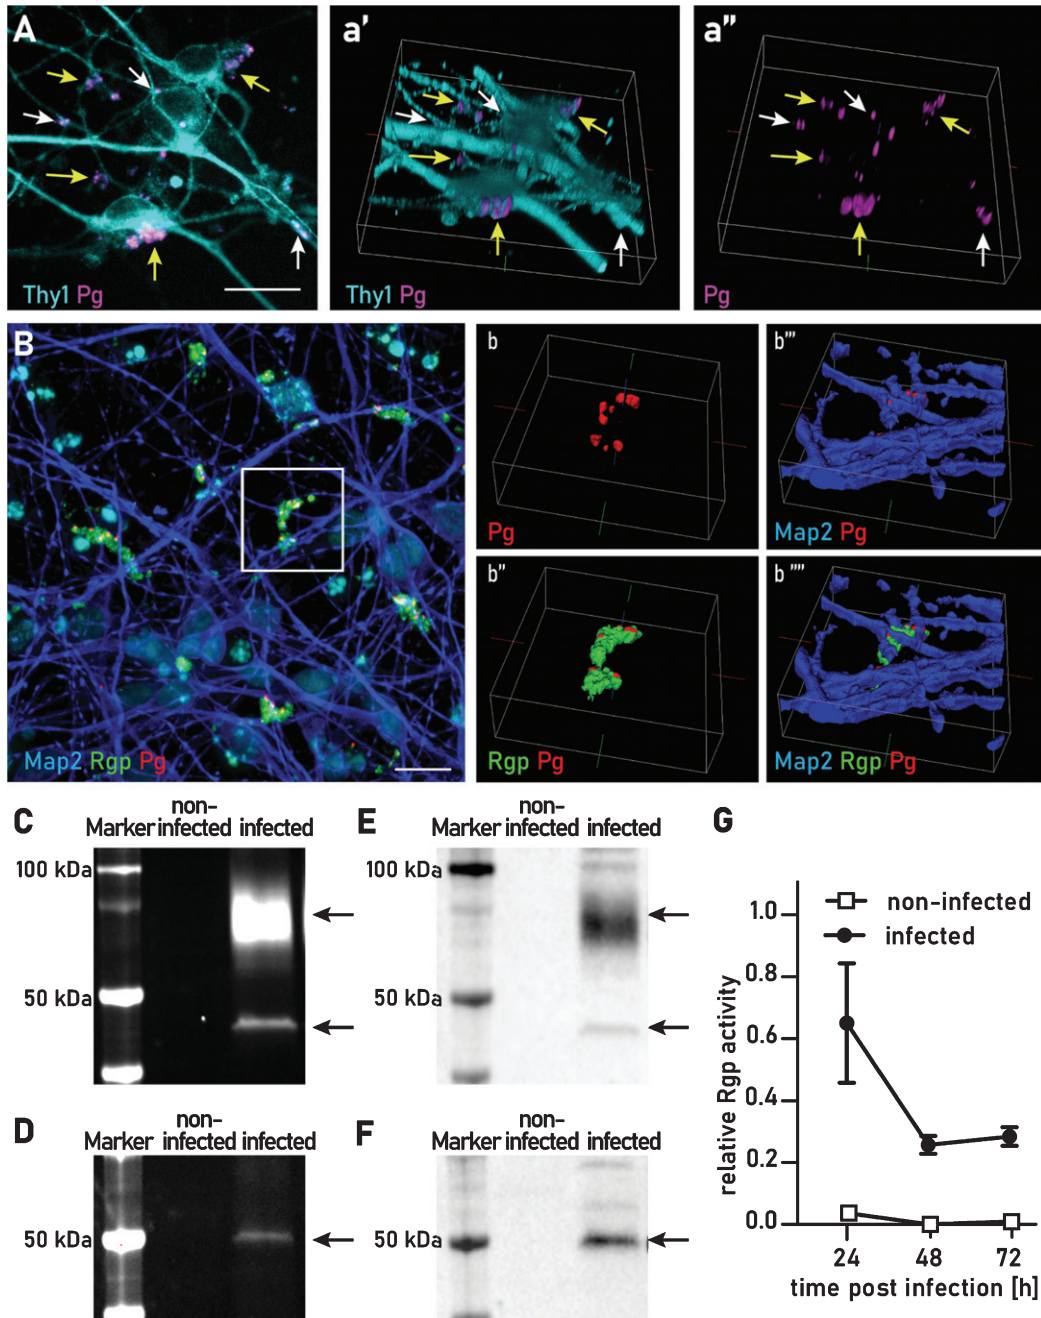 A
Thy1 Pg
a'
Thy1 Pg
a"
Pg
B
Map2 Rgp Pg
b
Pg
b'''
Map2 Pg
b"
Rgp Pg
b""
Map2 Rgp Pg
C
non-
Marker infected infected
100 kDa
50 kDa
E
non-
Marker infected infected
100 kDa
50 kDa
D
non-
Marker infected infected
50 kDa
F
non-
Marker infected infected
50 kDa
G
non-infected
infected
relative Rgp activity
1.0
0.8
0.6
0.4
0.2
0.0
24 48 72
time post infection [h]